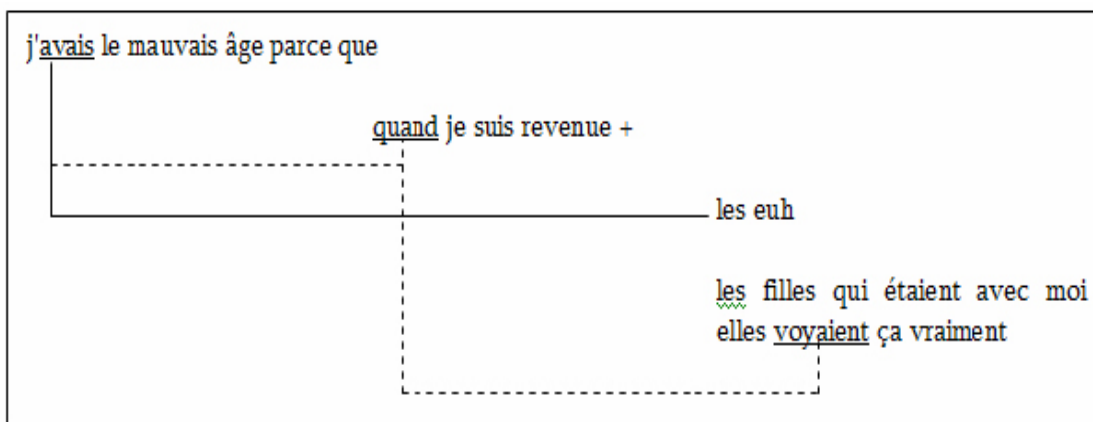 j'avais le mauvais âge parce que
quand je suis revenue +
les euh
les filles qui étaient avec moi
elles voyaient ça vraiment